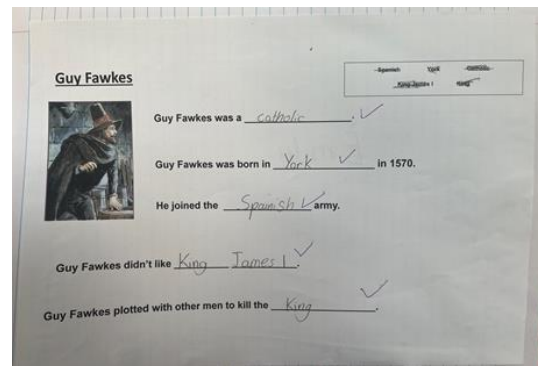 Guy Fawkes
Spanish York Catholic
King James I King
Guy Fawkes was a catholic.
Guy Fawkes was born in York in 1570.
He joined the Spainish army.
Guy Fawkes didn't like King James I.
Guy Fawkes plotted with other men to kill the King.